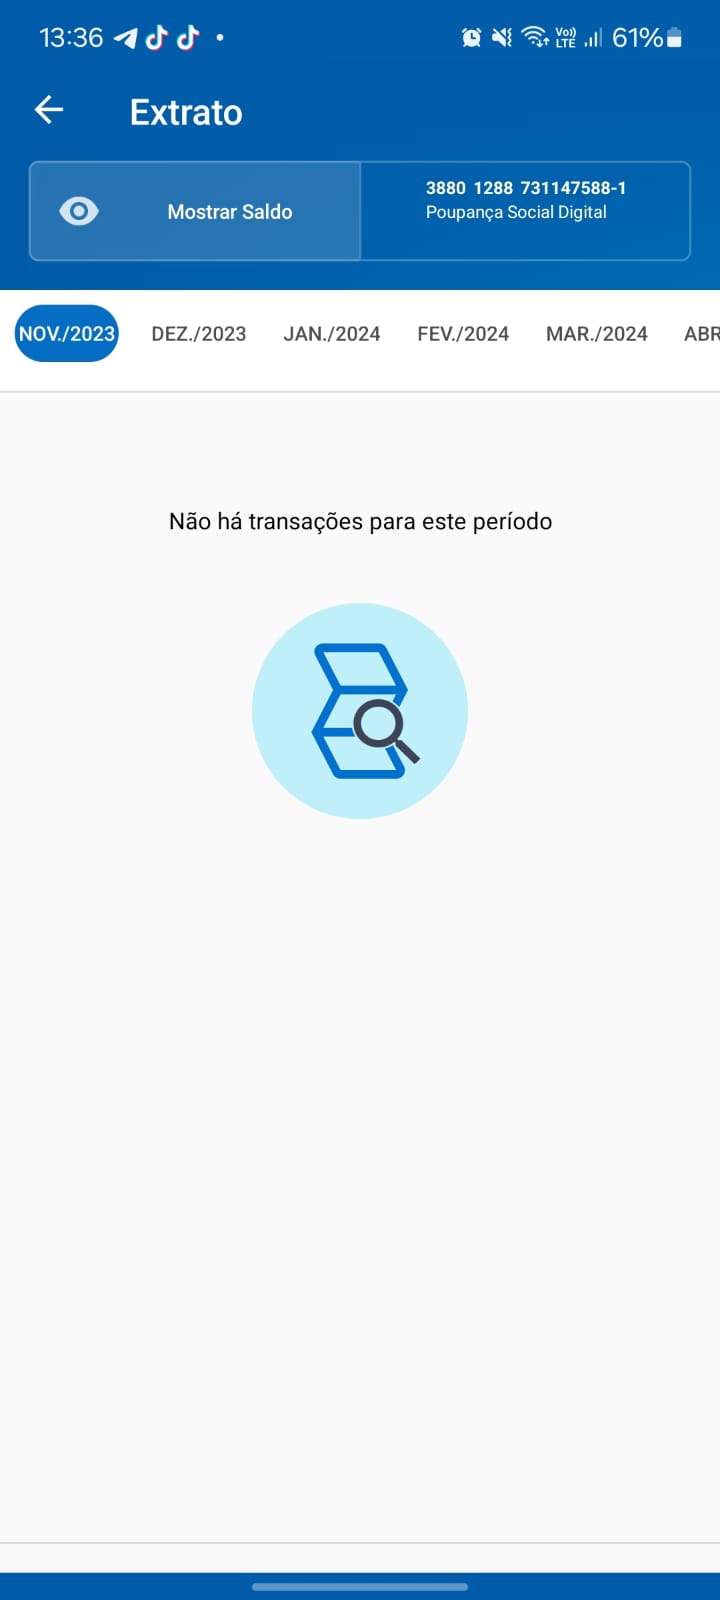 13:36
Vo)) LTE
61%
Extrato
Mostrar Saldo
3880 1288 731147588-1
Poupança Social Digital
NOV./2023 DEZ./2023 JAN./2024 FEV./2024 MAR./2024 ABR
Não há transações para este período